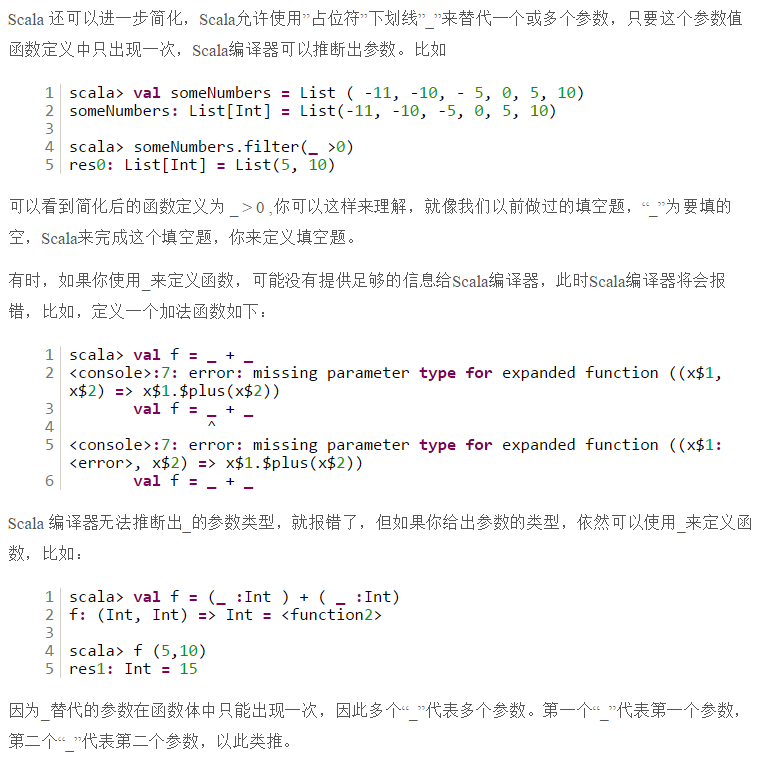 Scala 还可以进一步简化，Scala允许使用”占位符”下划线”_”来替代一个或多个参数，只要这个参数值
函数定义中只出现一次，Scala编译器可以推断出参数。比如
1 scala> val someNumbers = List ( -11, -10, - 5, 0, 5, 10)
2 someNumbers: List[Int] = List(-11, -10, -5, 0, 5, 10)
3
4 scala> someNumbers.filter(_ >0)
5 res0: List[Int] = List(5, 10)
可以看到简化后的函数定义为 _ > 0 ,你可以这样来理解，就像我们以前做过的填空题，“_”为要填的
空，Scala来完成这个填空题，你来定义填空题。
有时，如果你使用_来定义函数，可能没有提供足够的信息给Scala编译器，此时Scala编译器将会报
错，比如，定义一个加法函数如下：
1 scala> val f = _ + _
2 <console>:7: error: missing parameter type for expanded function ((x$1,
x$2) => x$1.$plus(x$2))
3 val f = _ + _
4 ^
5 <console>:7: error: missing parameter type for expanded function ((x$1:
<error>, x$2) => x$1.$plus(x$2))
6 val f = _ + _
Scala 编译器无法推断出_的参数类型，就报错了，但如果你给出参数的类型，依然可以使用_来定义函
数，比如：
1 scala> val f = (_ :Int ) + ( _ :Int)
2 f: (Int, Int) => Int = <function2>
3
4 scala> f (5,10)
5 res1: Int = 15
因为_替代的参数在函数体中只能出现一次，因此多个“_”代表多个参数。第一个“_”代表第一个参数，
第二个“_”代表第二个参数，以此类推。